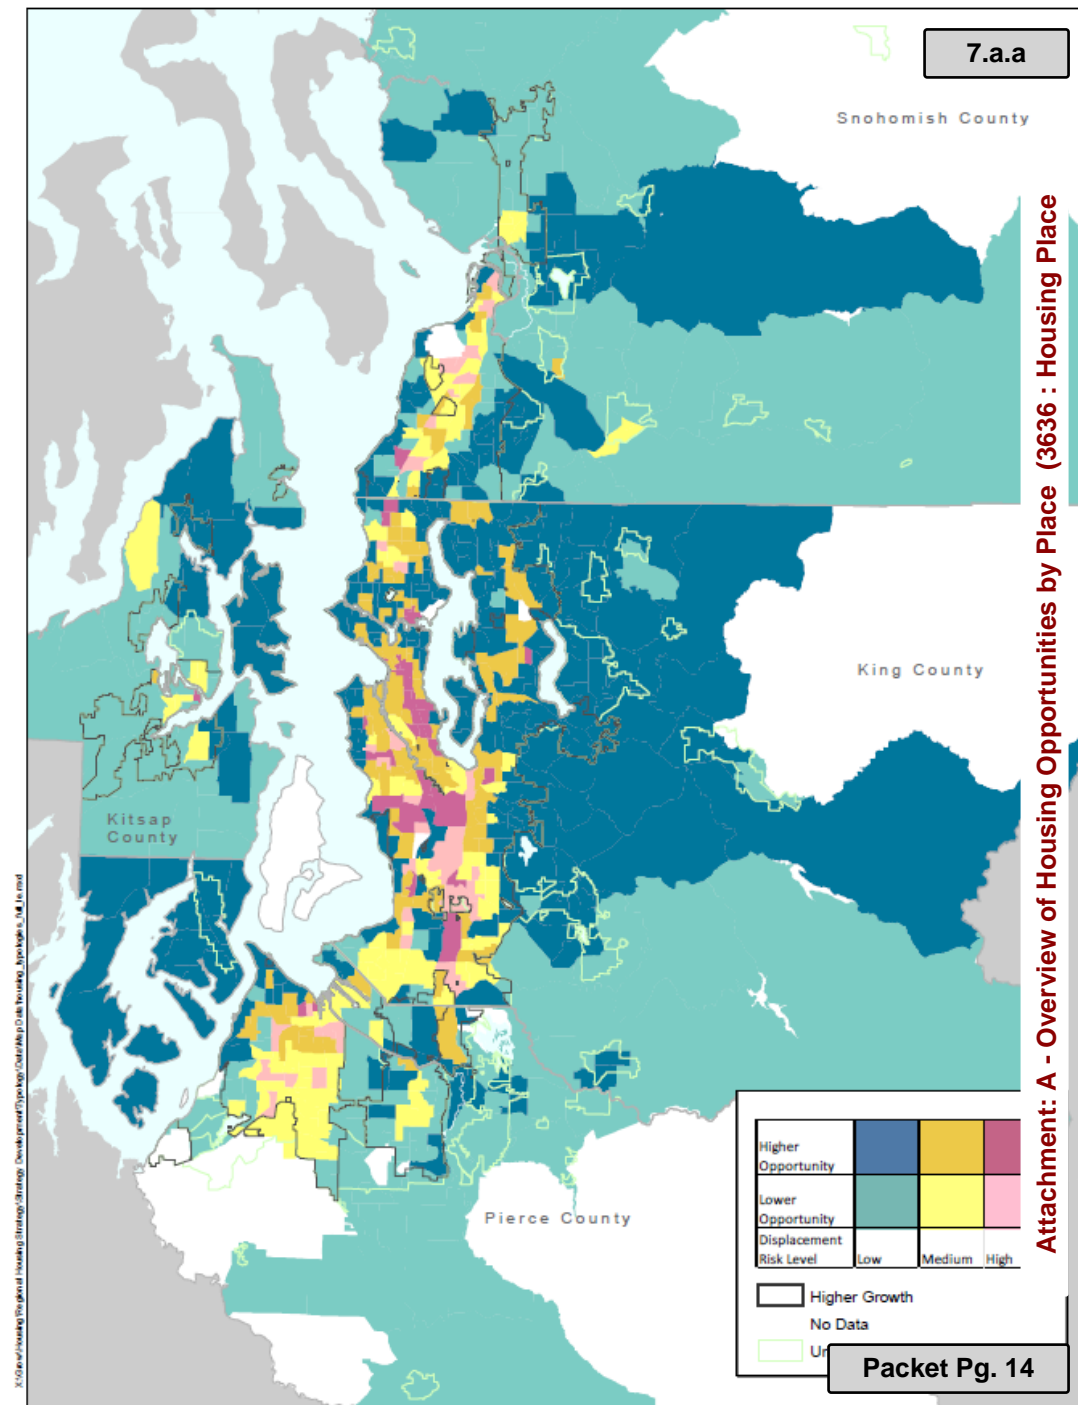 7.a.a
Snohomish County
King County
Kitsap
County
Pierce County
Higher
Opportunity
Lower
Opportunity
Displacement
Risk Level
Low
Medium
High
Higher Growth
No Data
Packet Pg. 14
Attachment: A - Overview of Housing Opportunities by Place (3636 : Housing Place